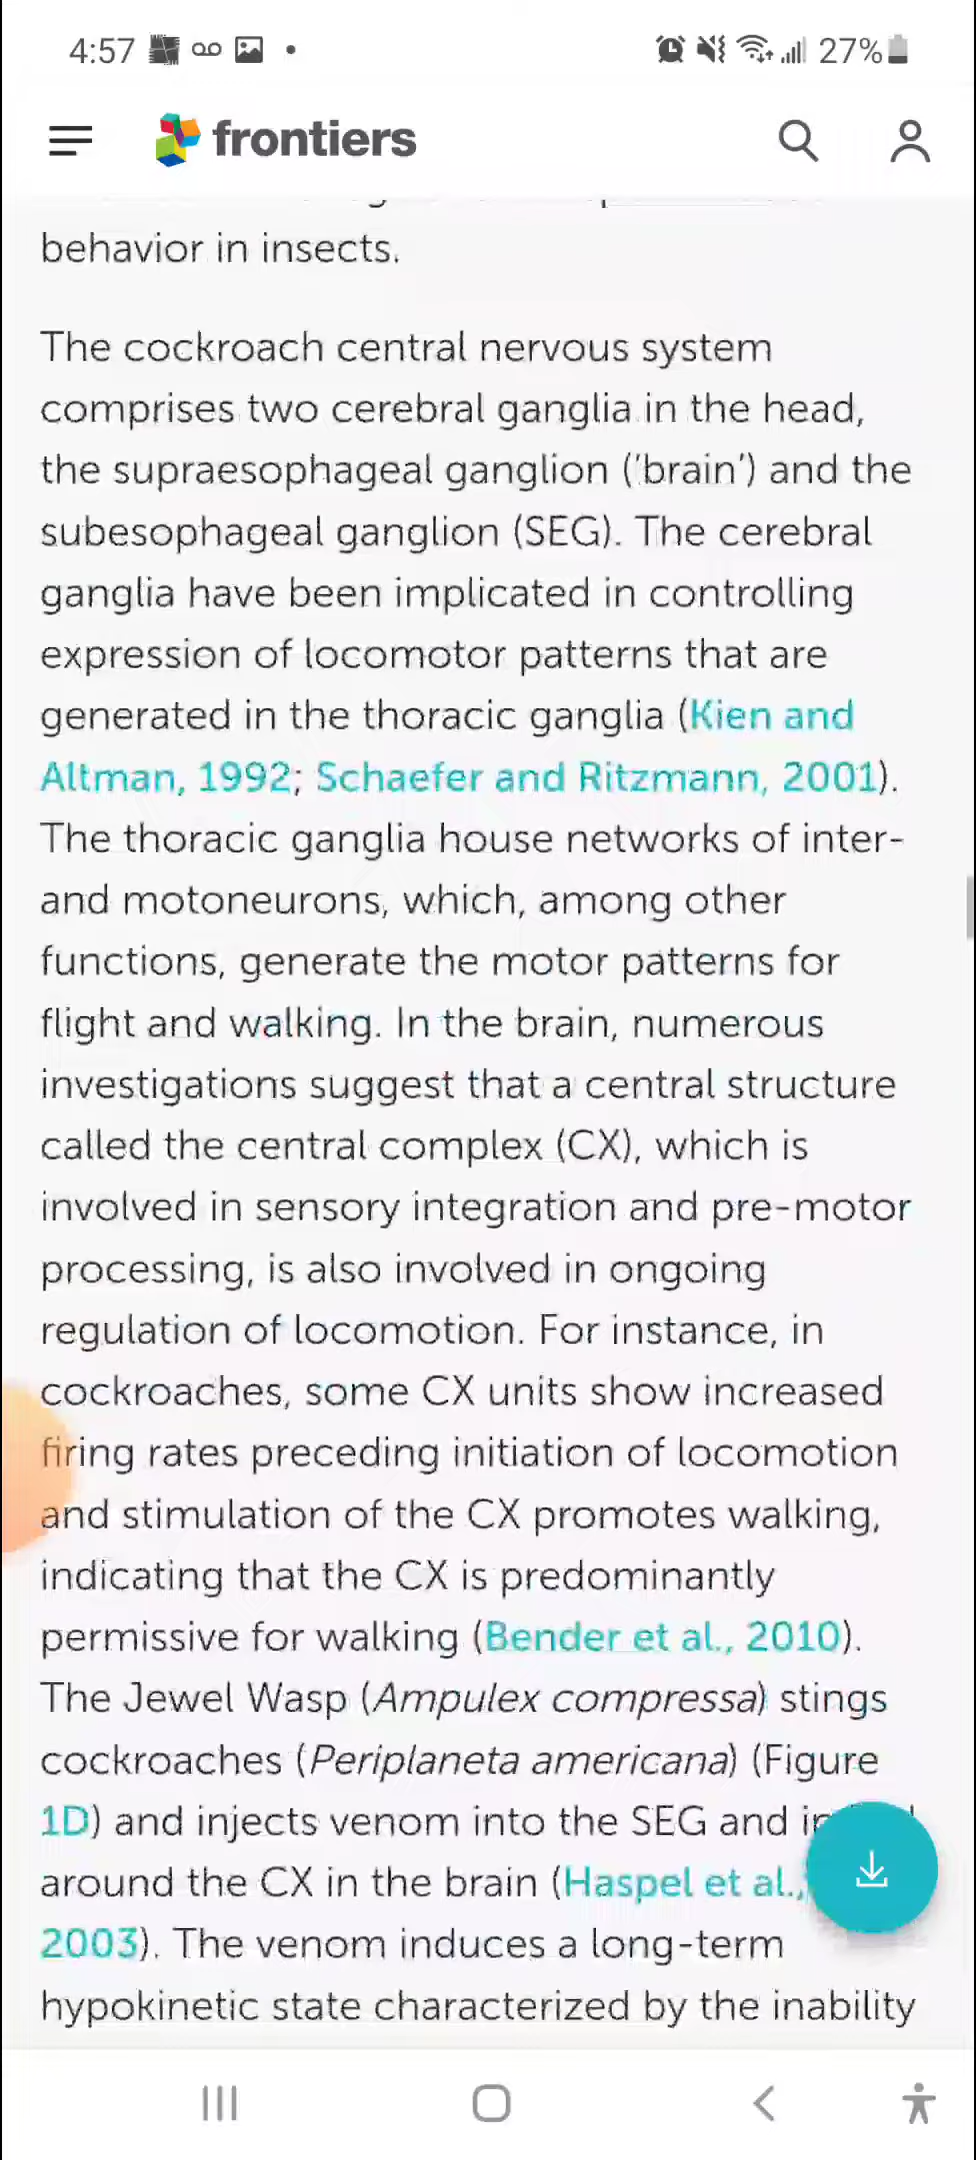 4:57
27%
frontiers
behavior in insects.
The cockroach central nervous system
comprises two cerebral ganglia in the head,
the supraesophageal ganglion ('brain') and the
subesophageal ganglion (SEG). The cerebral
ganglia have been implicated in controlling
expression of locomotor patterns that are
generated in the thoracic ganglia (Kien and
Altman, 1992; Schaefer and Ritzmann, 2001).
The thoracic ganglia house networks of inter-
and motoneurons, which, among other
functions, generate the motor patterns for
flight and walking. In the brain, numerous
investigations suggest that a central structure
called the central complex (CX), which is
involved in sensory integration and pre-motor
processing, is also involved in ongoing
regulation of locomotion. For instance, in
cockroaches, some CX units show increased
firing rates preceding initiation of locomotion
and stimulation of the CX promotes walking,
indicating that the CX is predominantly
permissive for walking (Bender et al., 2010).
The Jewel Wasp (Ampulex compressa) stings
cockroaches (Periplaneta americana) (Figure
1D) and injects venom into the SEG and
around the CX in the brain (Haspel et al.,
2003). The venom induces a long-term
hypokinetic state characterized by the inability